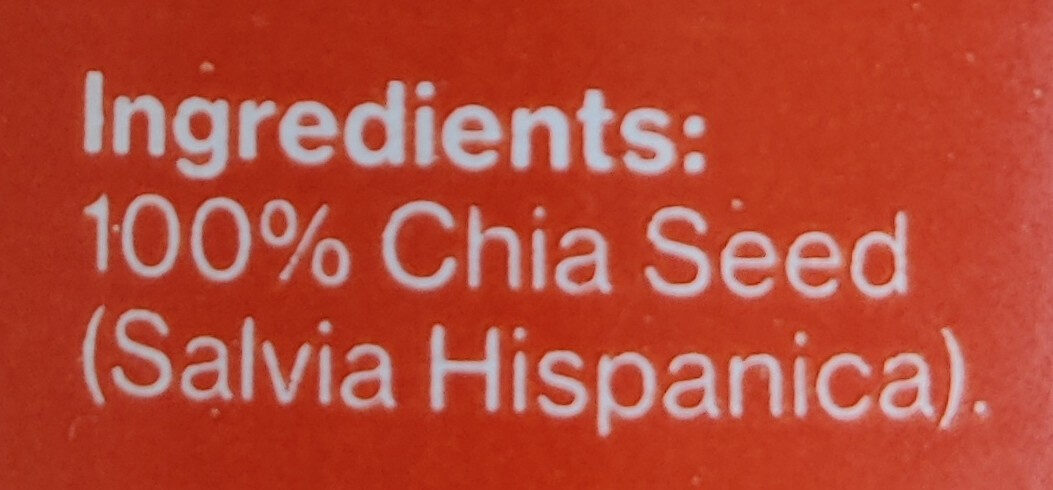 Ingredients:
100% Chia Seed
(Salvia Hispanica).